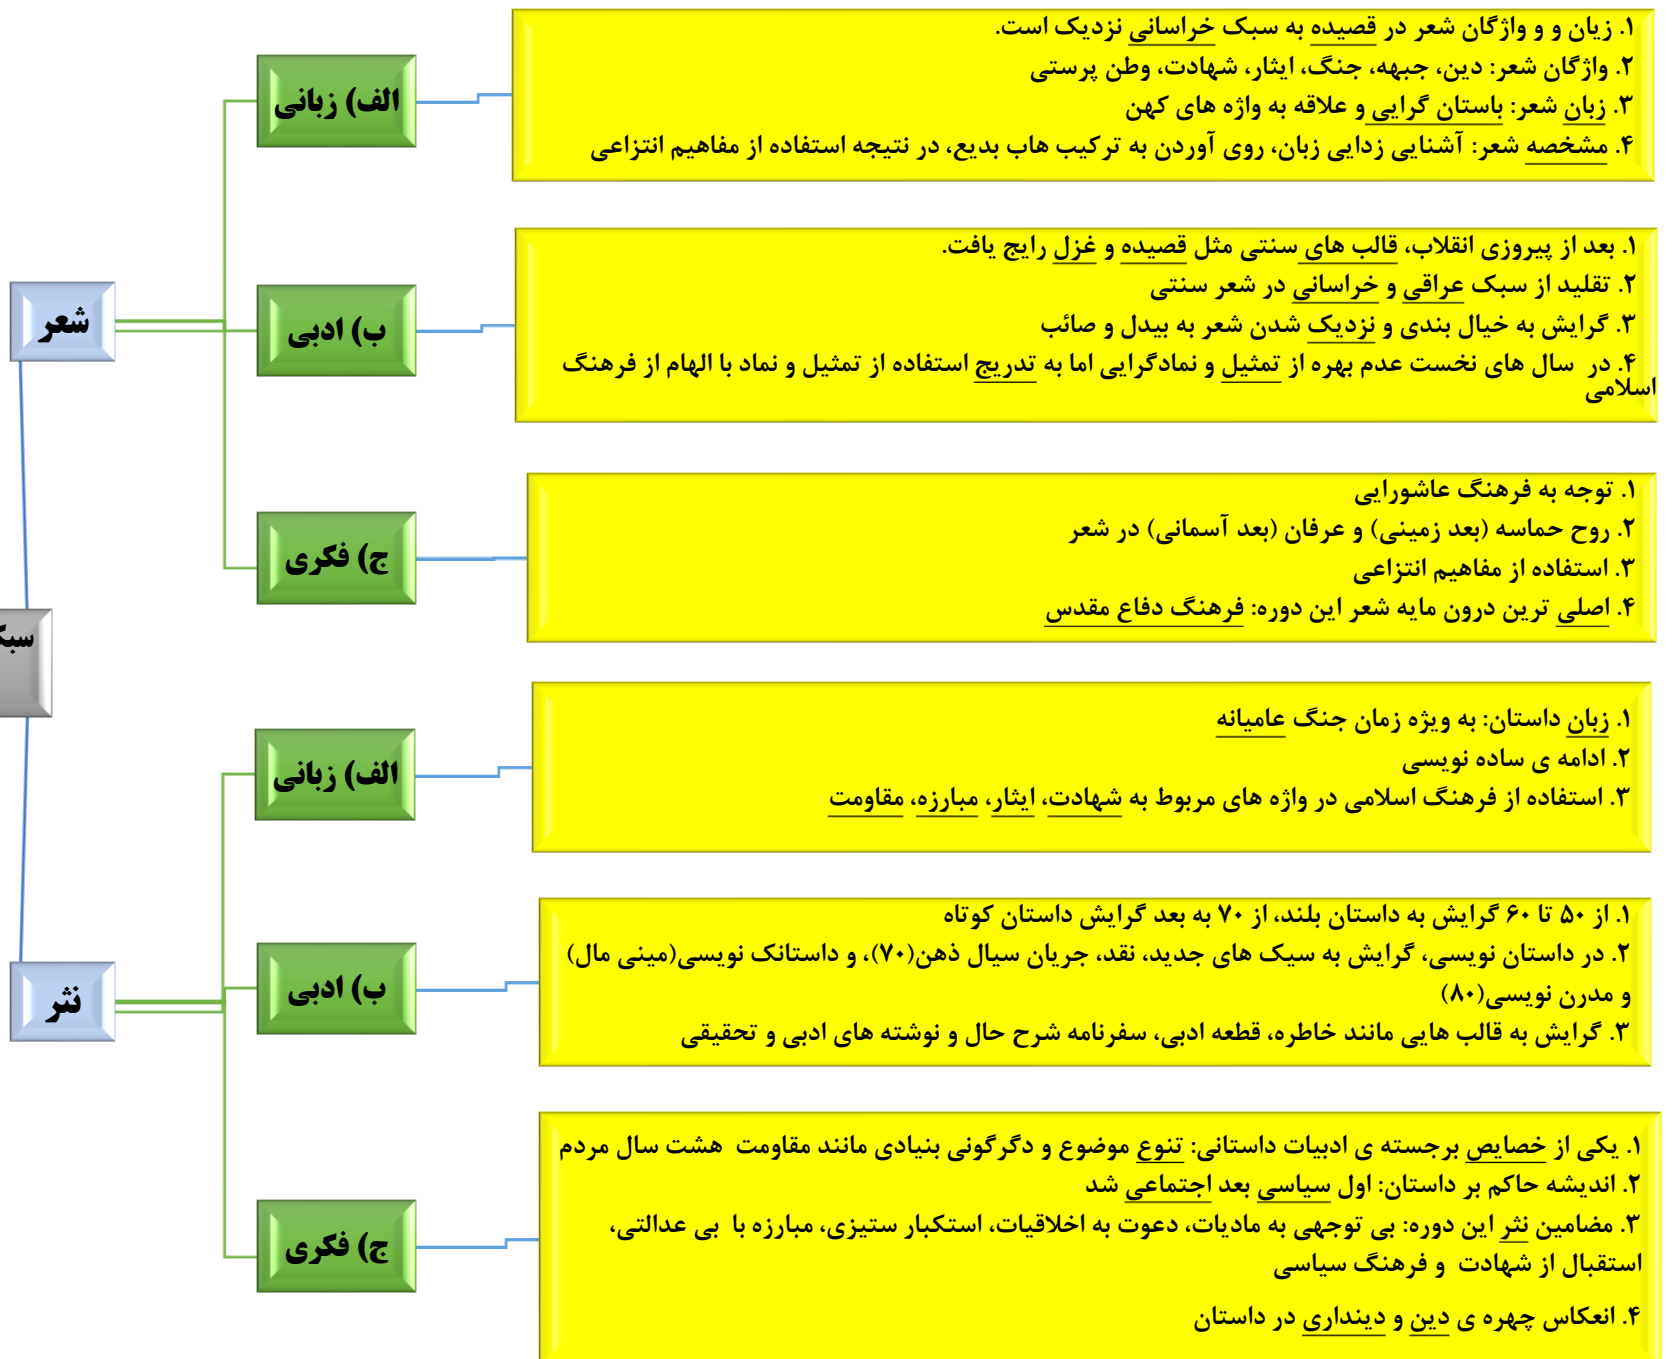 سبک
شعر
الف) زبانی
۱. زیان و و واژگان شعر در قصیده به سبک خراسانی نزدیک است.
۲. واژگان شعر: دین، جبهه، جنگ، ایثار، شهادت، وطن پرستی
۳. زبان شعر: باستان گرایی و علاقه به واژه های کهن
۴. مشخصه شعر: آشنایی زدایی زبان، روی آوردن به ترکیب هاب بدیع، در نتیجه استفاده از مفاهیم انتزاعی
ب) ادبی
۱. بعد از پیروزی انقلاب، قالب های سنتی مثل قصیده و غزل رایج یافت.
۲. تقلید از سبک عراقی و خراسانی در شعر سنتی
۳. گرایش به خیال بندی و نزدیک شدن شعر به بیدل و صائب
۴. در سال های نخست عدم بهره از تمثیل و نمادگرایی اما به تدریج استفاده از تمثیل و نماد با الهام از فرهنگ
اسلامی
ج) فکری
۱. توجه به فرهنگ عاشورایی
۲. روح حماسه (بعد زمینی) و عرفان (بعد آسمانی) در شعر
۳. استفاده از مفاهیم انتزاعی
۴. اصلی ترین درون مایه شعر این دوره: فرهنگ دفاع مقدس
نثر
الف) زبانی
۱. زبان داستان: به ویژه زمان جنگ عامیانه
۲. ادامه ی ساده نویسی
۳. استفاده از فرهنگ اسلامی در واژه های مربوط به شهادت، ایثار، مبارزه، مقاومت
ب) ادبی
۱. از ۵۰ تا ۶۰ گرایش به داستان بلند، از ۷۰ به بعد گرایش داستان کوتاه
۲. در داستان نویسی، گرایش به سیک های جدید، نقد، جریان سیال ذهن(۷۰)، و داستانک نویسی(مینی مال)
و مدرن نویسی(۸۰)
۳. گرایش به قالب هایی مانند خاطره، قطعه ادبی، سفرنامه شرح حال و نوشته های ادبی و تحقیقی
ج) فکری
۱. یکی از خصایص برجسته ی ادبیات داستانی: تنوع موضوع و دگرگونی بنیادی مانند مقاومت هشت سال مردم
۲. اندیشه حاکم بر داستان: اول سیاسی بعد اجتماعی شد
۳. مضامین نثر این دوره: بی توجهی به مادیات، دعوت به اخلاقیات، استکبار ستیزی، مبارزه با بی عدالتی،
استقبال از شهادت و فرهنگ سیاسی
۴. انعکاس چهره ی دین و دینداری در داستان